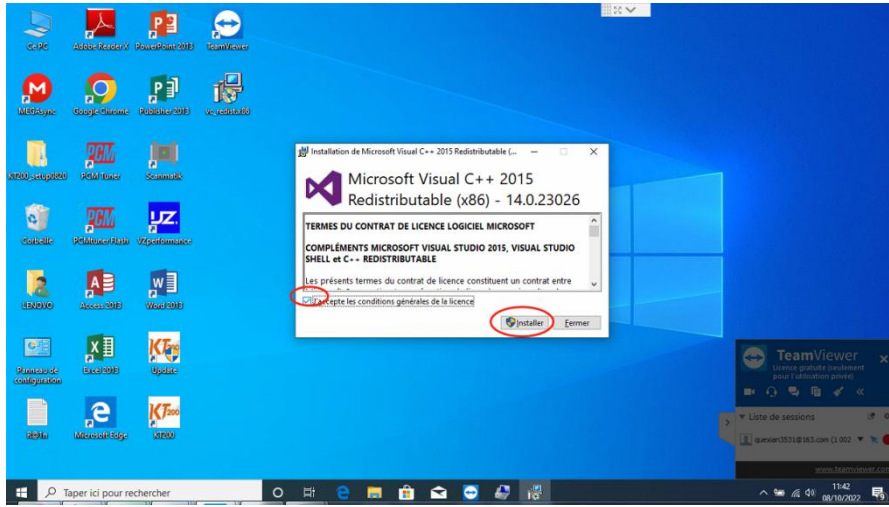 Ce PC
Adobe Reader X
PowerPoint 2013
TeamViewer
MEGAsync
Google Chrome
Publisher 2013
vc_redist.x86
KT200_setup0820
PCM Tuner
Scanmatik
Corbeille
PCMtuner Flash
VZperformance
LENOVO
Access 2013
Word 2013
Panneau de
configuration
Excel 2013
Update
Microsoft Edge
KT200
Installation de Microsoft Visual C++ 2015 Redistributable (...
Microsoft Visual C++ 2015
Redistributable (x86) - 14.0.23026
TERMES DU CONTRAT DE LICENCE LOGICIEL MICROSOFT
COMPLÉMENTS MICROSOFT VISUAL STUDIO 2015, VISUAL STUDIO
SHELL et C++ REDISTRIBUTABLE
Les présents termes du contrat de licence constituent un contrat entre
J'accepte les conditions générales de la licence
Installer
Fermer
TeamViewer
Licence gratuite (seulement
pour l'utilisation privée)
Liste de sessions
(1 002
www.teamviewer.com
Taper ici pour rechercher
11:42
08/10/2022